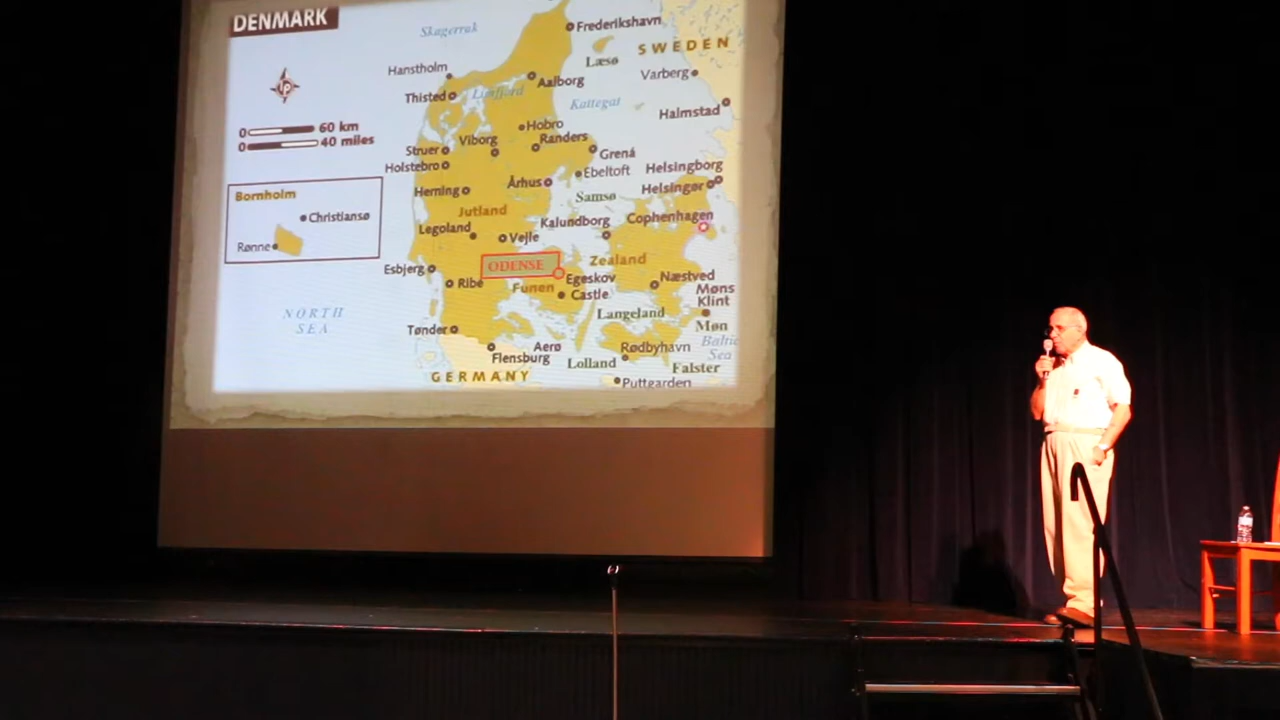 DENMARK
Skagerrak
Frederikshavn
SWEDEN
Læsø
Hanstholm
Varberg
Aalborg
Thisted
Limfjord
Kattegat
Halmstad
0 60 km
0 40 miles
Hobro
Viborg
Randers
Struer
Grenå
Holstebro
Ebeltoft
Helsingborg
Herning
Århus
Helsingør
Samsø
Bornholm
Christiansø
Rønne
Jutland
Kalundborg
Cophenhagen
Legoland
Vejle
Zealand
Esbjerg
ODENSE
Ribe
Funen
Egeskov
Castle
Næstved
Møns
Klint
Langeland
NORTH
SEA
Tønder
Møn
Baltic
Sea
Aerø
Rødbyhavn
Flensburg
Lolland
Falster
GERMANY
Puttgarden